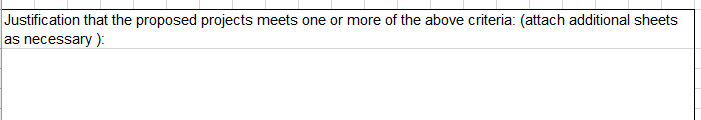 Justification that the proposed projects meets one or more of the above criteria: (attach additional sheets
as necessary ):